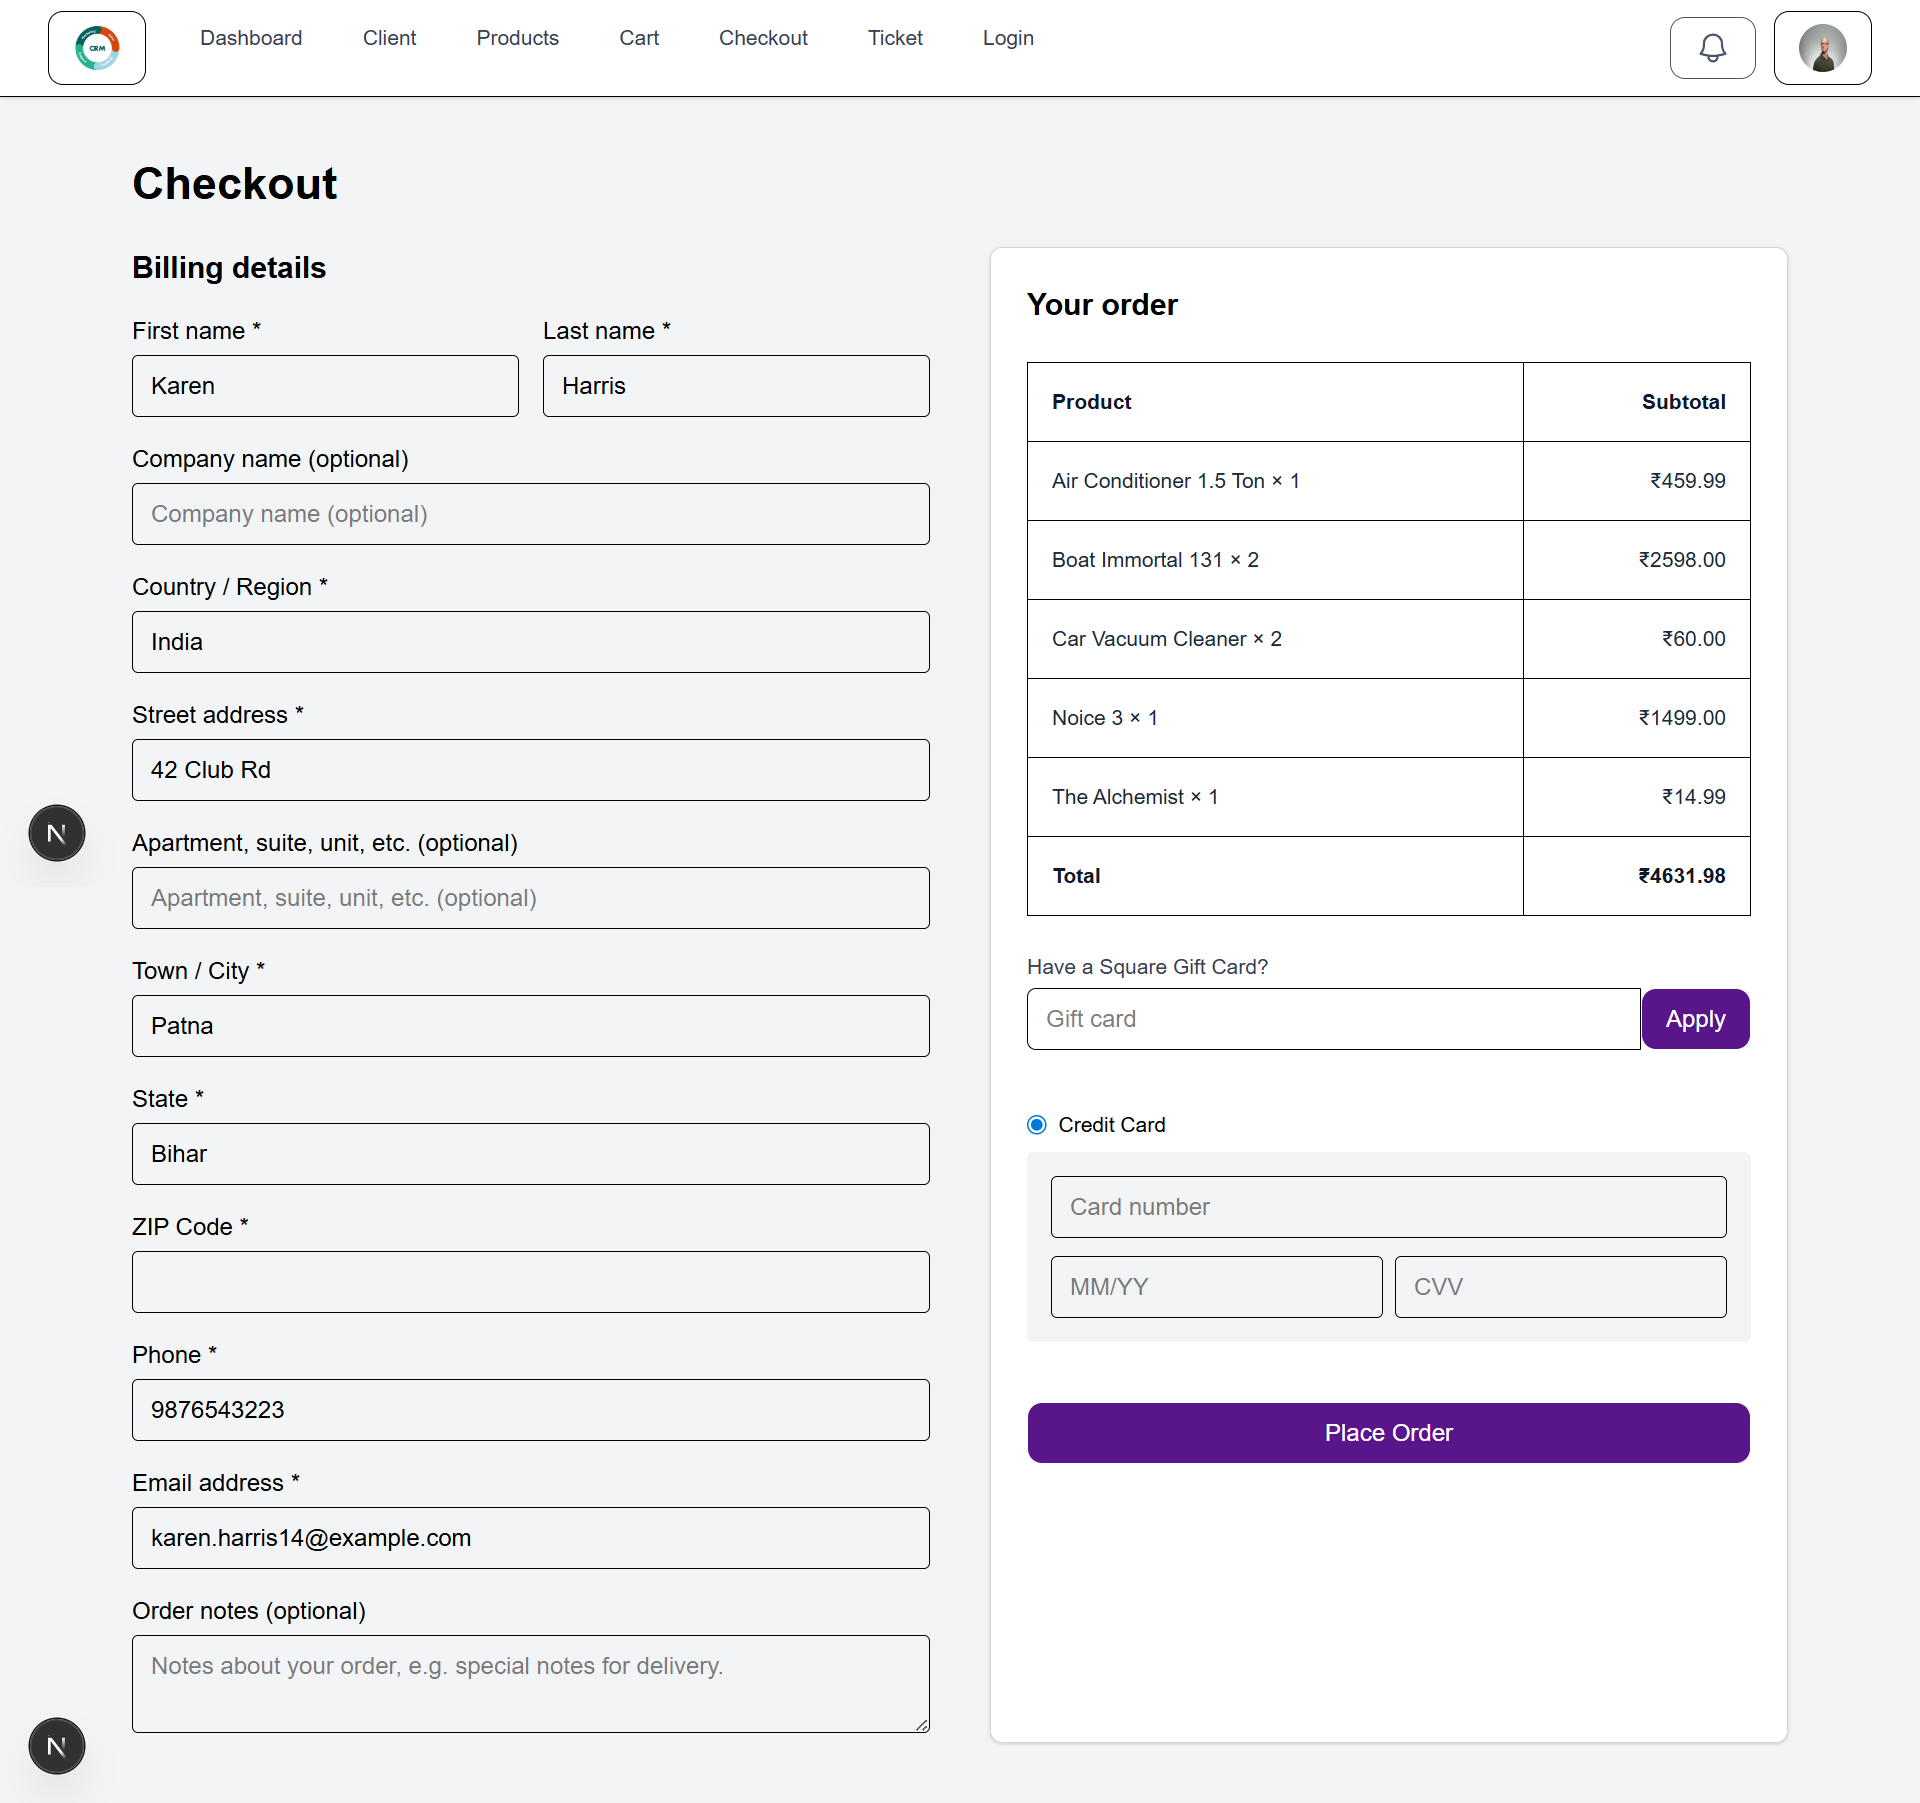 CRM
Dashboard
Client
Products
Cart
Checkout
Ticket
Login
Checkout
Billing details
First name *
Last name *
Karen
Harris
Company name (optional)
Company name (optional)
Country / Region *
India
Street address *
42 Club Rd
Apartment, suite, unit, etc. (optional)
Apartment, suite, unit, etc. (optional)
Town / City *
Patna
State *
Bihar
ZIP Code *
Phone *
9876543223
Email address *
karen.harris14@example.com
Order notes (optional)
Notes about your order, e.g. special notes for delivery.
Your order
Product Subtotal
Air Conditioner 1.5 Ton × 1 ₹459.99
Boat Immortal 131 × 2 ₹2598.00
Car Vacuum Cleaner × 2 ₹60.00
Noice 3 × 1 ₹1499.00
The Alchemist × 1 ₹14.99
Total ₹4631.98
Have a Square Gift Card?
Gift card
Apply
Credit Card
Card number
MM/YY
CVV
Place Order
N
N